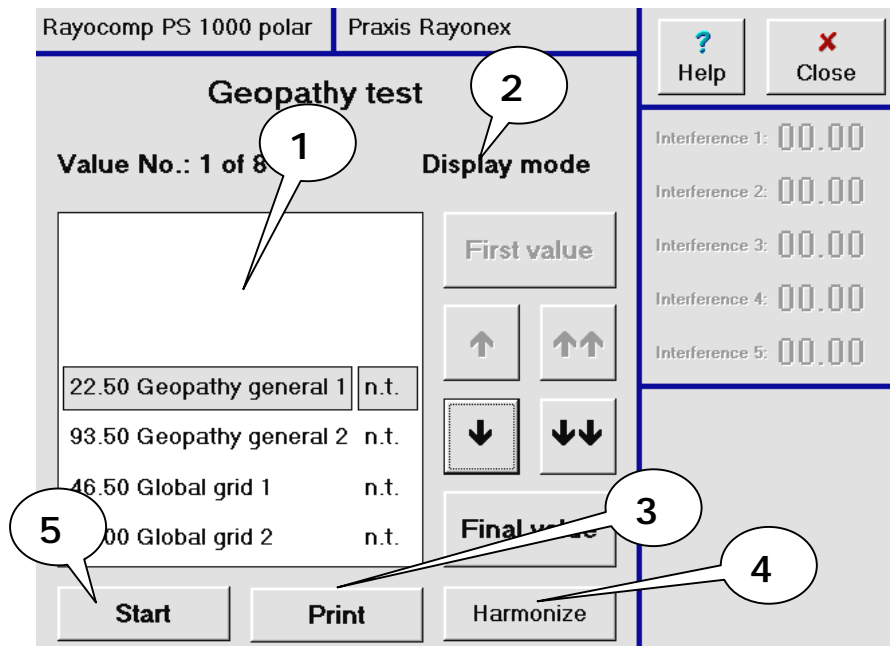 Rayocomp PS 1000 polar
Praxis Rayonex
? Help
✗ Close
Geopathy test
2
1
Value No.: 1 of 8
Display mode
Interference 1: 00.00
Interference 2: 00.00
Interference 3: 00.00
Interference 4: 00.00
Interference 5: 00.00
First value
↑ ↑↑
22.50 Geopathy general 1 n.t.
93.50 Geopathy general 2 n.t.
↓ ↓↓
46.50 Global grid 1 n.t.
3
5
00 Global grid 2 n.t.
Final value
4
Start
Print
Harmonize